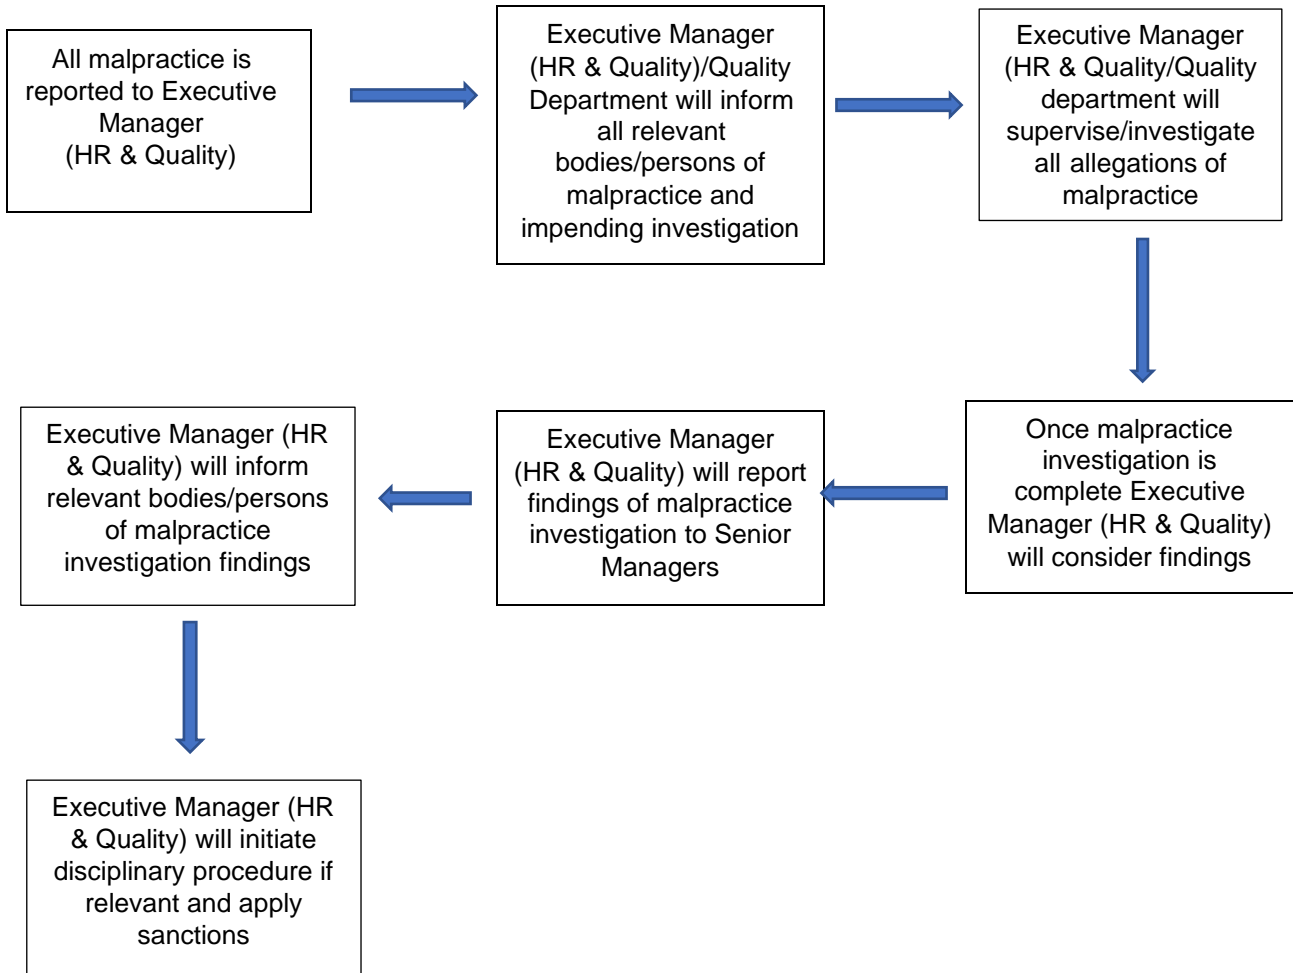 All malpractice is
reported to Executive
Manager
(HR & Quality)
Executive Manager
(HR & Quality)/Quality
Department will inform
all relevant
bodies/persons of
malpractice and
impending investigation
Executive Manager
(HR & Quality/Quality
department will
supervise/investigate
all allegations of
malpractice
Once malpractice
investigation is
complete Executive
Manager (HR & Quality)
will consider findings
Executive Manager
(HR & Quality) will report
findings of malpractice
investigation to Senior
Managers
Executive Manager (HR
& Quality) will inform
relevant bodies/persons
of malpractice
investigation findings
Executive Manager (HR
& Quality) will initiate
disciplinary procedure if
relevant and apply
sanctions